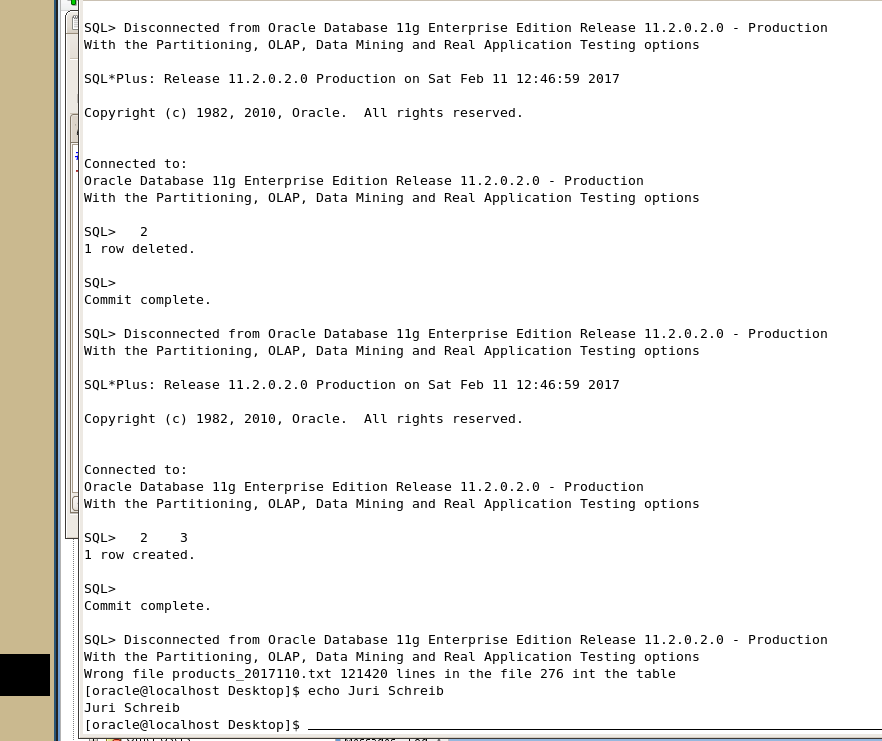 SQL> Disconnected from Oracle Database 11g Enterprise Edition Release 11.2.0.2.0 - Production
With the Partitioning, OLAP, Data Mining and Real Application Testing options
SQL*Plus: Release 11.2.0.2.0 Production on Sat Feb 11 12:46:59 2017
Copyright (c) 1982, 2010, Oracle.  All rights reserved.
Connected to:
Oracle Database 11g Enterprise Edition Release 11.2.0.2.0 - Production
With the Partitioning, OLAP, Data Mining and Real Application Testing options
SQL>   2
1 row deleted.
SQL>
Commit complete.
SQL> Disconnected from Oracle Database 11g Enterprise Edition Release 11.2.0.2.0 - Production
With the Partitioning, OLAP, Data Mining and Real Application Testing options
SQL*Plus: Release 11.2.0.2.0 Production on Sat Feb 11 12:46:59 2017
Copyright (c) 1982, 2010, Oracle.  All rights reserved.
Connected to:
Oracle Database 11g Enterprise Edition Release 11.2.0.2.0 - Production
With the Partitioning, OLAP, Data Mining and Real Application Testing options
SQL>   2    3
1 row created.
SQL>
Commit complete.
SQL> Disconnected from Oracle Database 11g Enterprise Edition Release 11.2.0.2.0 - Production
With the Partitioning, OLAP, Data Mining and Real Application Testing options
Wrong file products_2017110.txt 121420 lines in the file 276 int the table
[oracle@localhost Desktop]$ echo Juri Schreib
Juri Schreib
[oracle@localhost Desktop]$